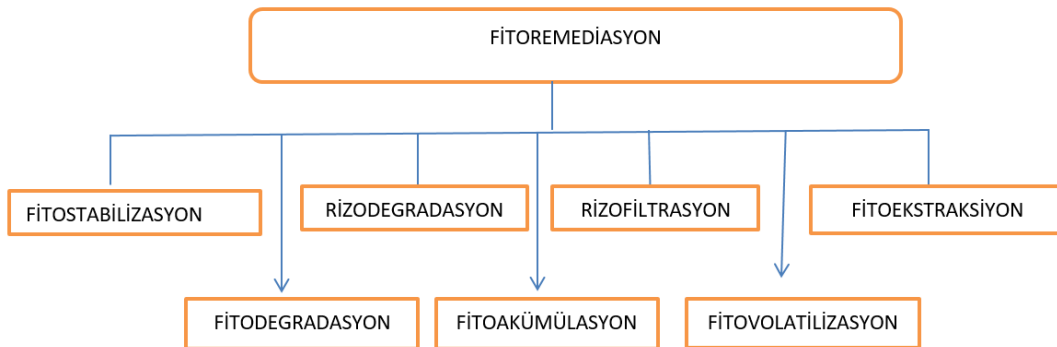 FİTOREMEDİASYON
FİTOSTABİLİZASYON
RİZODEGRADASYON
RİZOFİLTRASYON
FİTOEKSTRAKSİYON
FİTODEGRADASYON
FİTOAKÜMÜLASYON
FİTOVOLATİLİZASYON